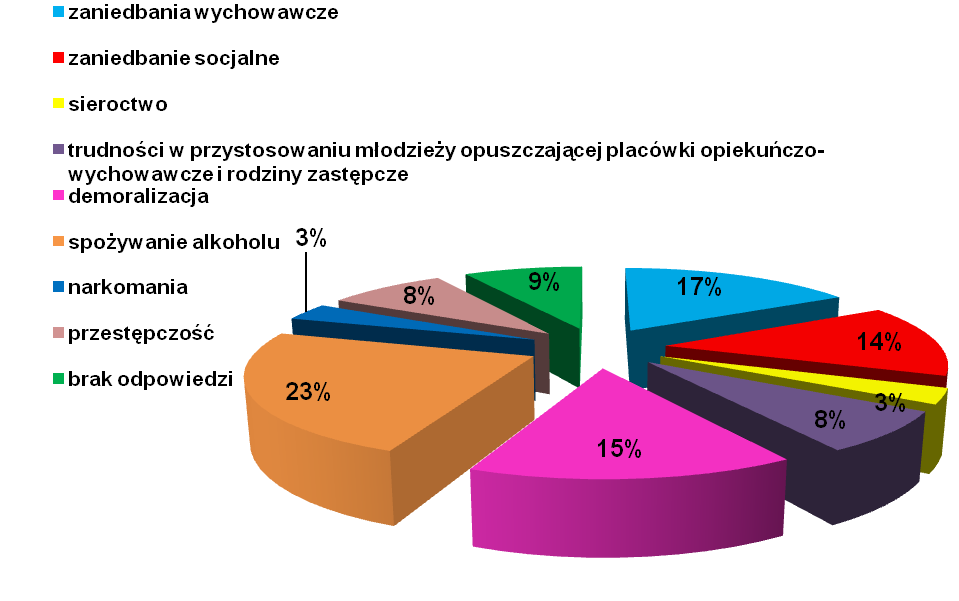 zaniedbania wychowawcze
zaniedbanie socjalne
sieroctwo
trudności w przystosowaniu młodzieży opuszczającej placówki opiekuńczo-
wychowawcze i rodziny zastępcze
demoralizacja
spożywanie alkoholu
narkomania
przestępczość
brak odpowiedzi
3%
8%
9%
17%
14%
3%
8%
15%
23%